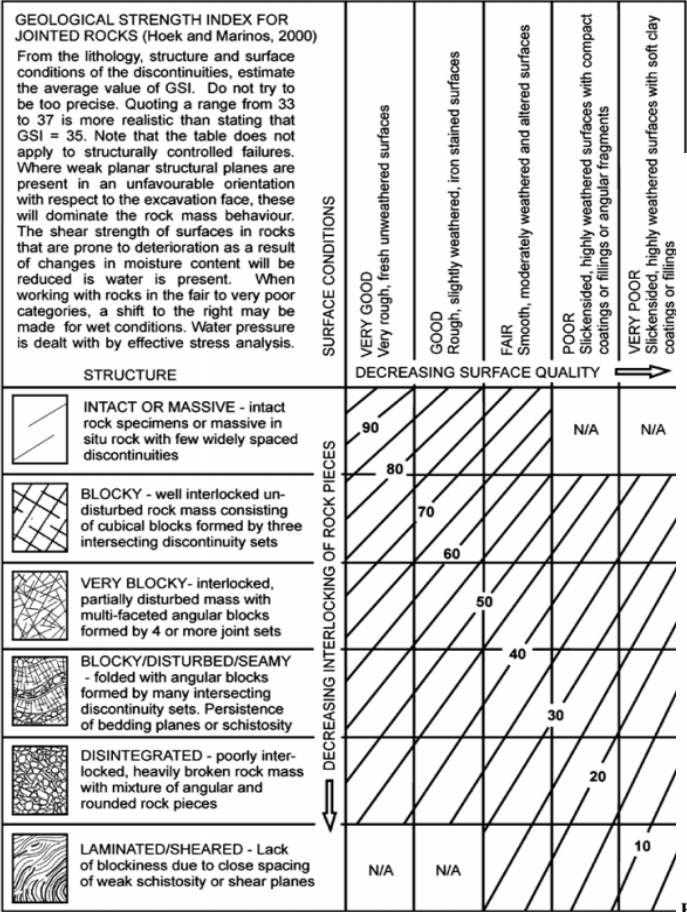 GEOLOGICAL STRENGTH INDEX FOR
JOINTED ROCKS (Hoek and Marinos, 2000)
From the lithology, structure and surface
conditions of the discontinuities, estimate
the average value of GSI. Do not try to
be too precise. Quoting a range from 33
to 37 is more realistic than stating that
GSI = 35. Note that the table does not
apply to structurally controlled failures.
Where weak planar structural planes are
present in an unfavourable orientation
with respect to the excavation face, these
will dominate the rock mass behaviour.
The shear strength of surfaces in rocks
that are prone to deterioration as a result
of changes in moisture content will be
reduced is water is present. When
working with rocks in the fair to very poor
categories, a shift to the right may be
made for wet conditions. Water pressure
is dealt with by effective stress analysis.
STRUCTURE
SURFACE CONDITIONS
VERY GOOD
Very rough, fresh unweathered surfaces
GOOD
Rough, slightly weathered, iron stained surfaces
FAIR
Smooth, moderately weathered and altered surfaces
POOR
Slickensided, highly weathered surfaces with compact
coatings or fillings or angular fragments
VERY POOR
Slickensided, highly weathered surfaces with soft clay
coatings or fillings
DECREASING SURFACE QUALITY
DECREASING INTERLOCKING OF ROCK PIECES
INTACT OR MASSIVE - intact
rock specimens or massive in
situ rock with few widely spaced
discontinuities
90
80
N/A
N/A
BLOCKY - well interlocked un-
disturbed rock mass consisting
of cubical blocks formed by three
intersecting discontinuity sets
70
60
VERY BLOCKY- interlocked,
partially disturbed mass with
multi-faceted angular blocks
formed by 4 or more joint sets
50
40
BLOCKY/DISTURBED/SEAMY
- folded with angular blocks
formed by many intersecting
discontinuity sets. Persistence
of bedding planes or schistosity
30
DISINTEGRATED - poorly inter-
locked, heavily broken rock mass
with mixture of angular and
rounded rock pieces
20
LAMINATED/SHEARED - Lack
of blockiness due to close spacing
of weak schistosity or shear planes
N/A
N/A
10